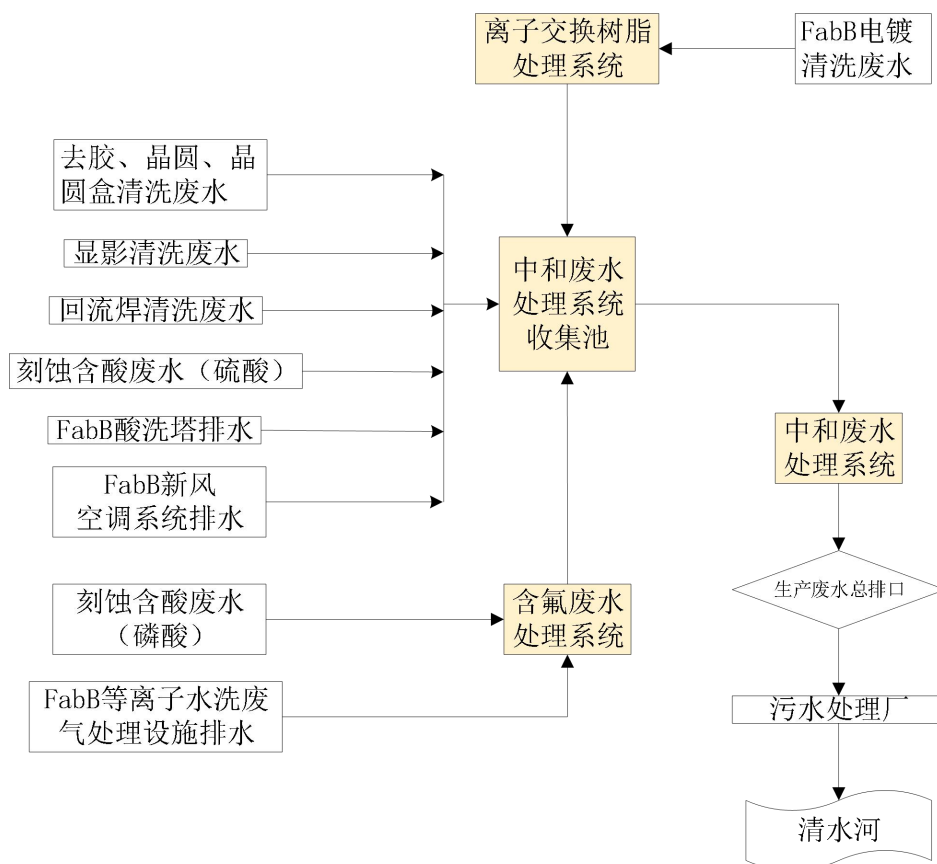 离子交换树脂
处理系统
FabB电镀
清洗废水
去胶、晶圆、晶
圆盒清洗废水
显影清洗废水
回流焊清洗废水
刻蚀含酸废水（硫酸）
FabB酸洗塔排水
FabB新风
空调系统排水
中和废水
处理系统
收集池
中和废水
处理系统
刻蚀含酸废水
（磷酸）
含氟废水
处理系统
生产废水总排口
FabB等离子水洗废
气处理设施排水
污水处理厂
清水河